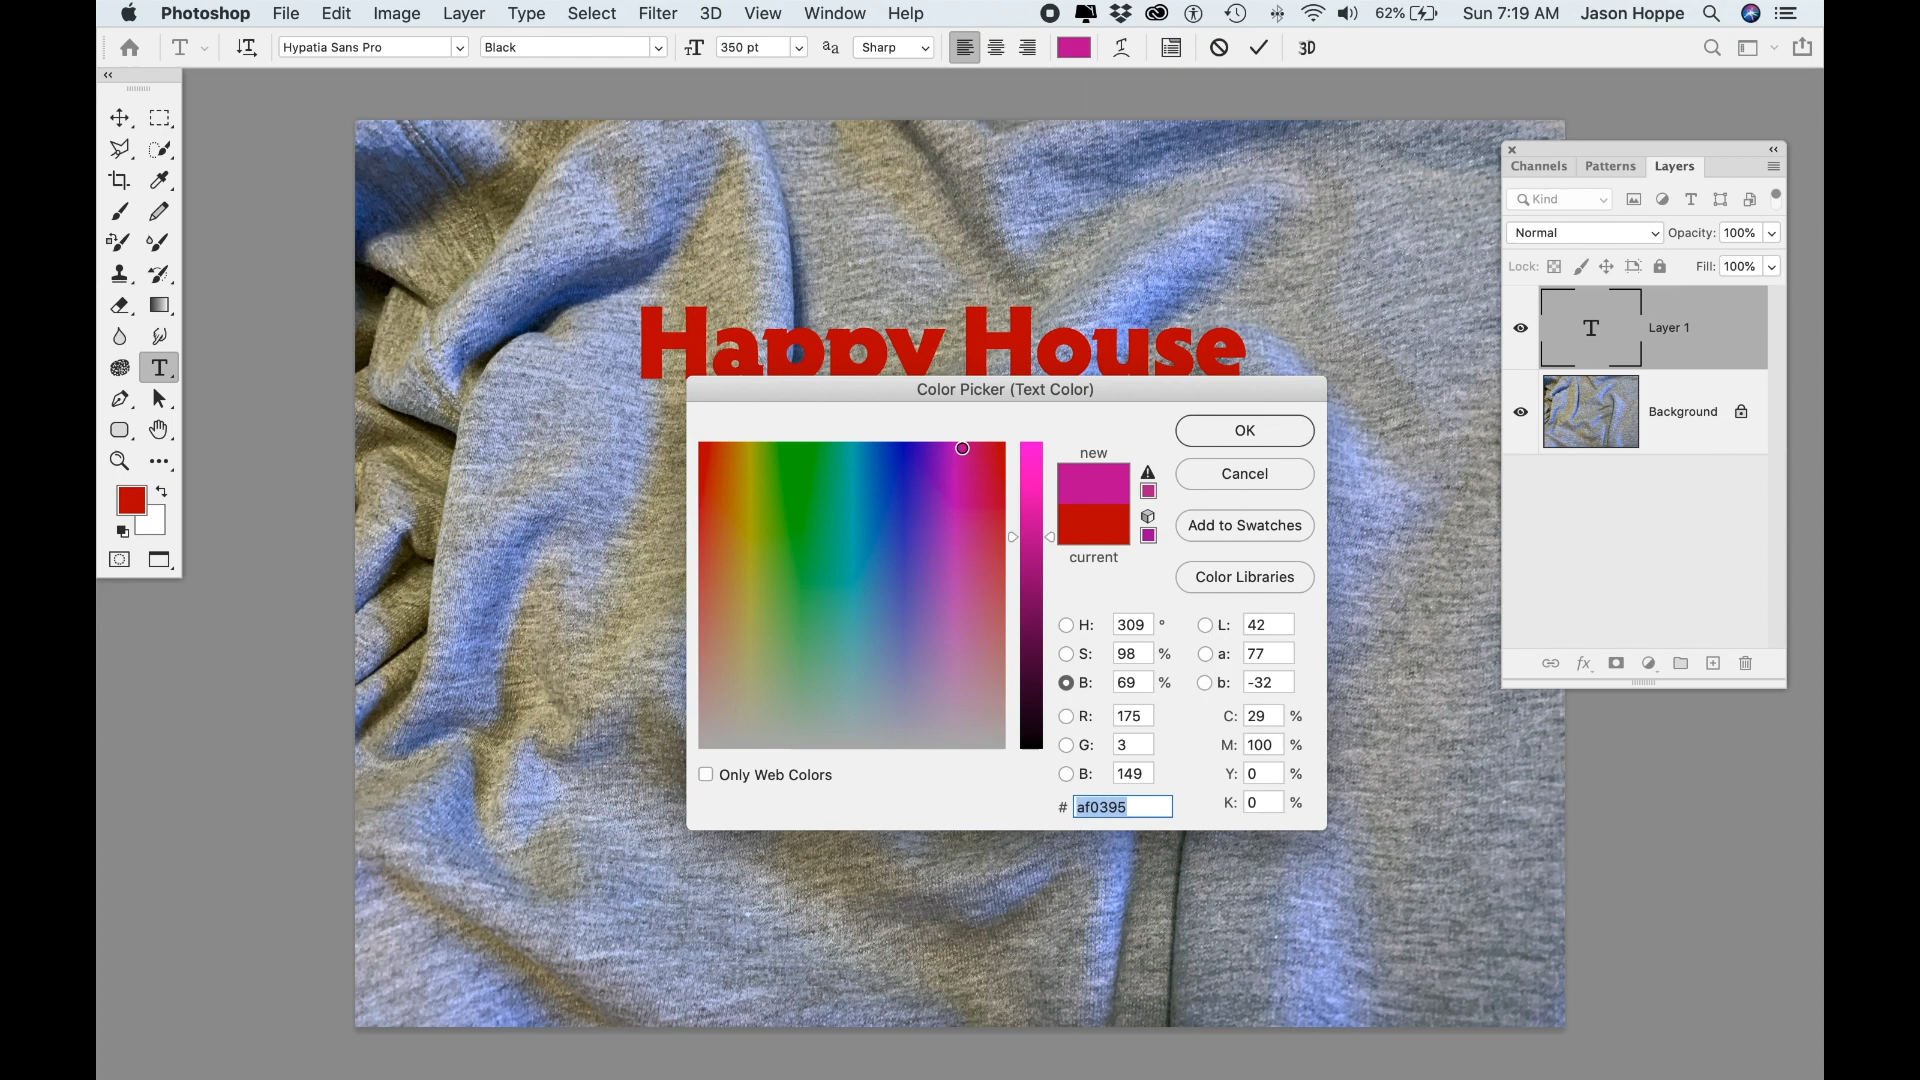 Photoshop File Edit Image Layer Type Select Filter 3D View Window Help 62% Sun 7:19 AM Jason Hoppe
T Hypatia Sans Pro Black 350 pt Sharp 3D
Channels Patterns Layers
Kind
Normal Opacity: 100%
Lock: Fill: 100%
T Layer 1
Background
fx
Happy House
Color Picker (Text Color)
new
current
OK
Cancel
Add to Swatches
Color Libraries
H: 309 ° L: 42
S: 98 % a: 77
B: 69 % b: -32
R: 175 C: 29 %
G: 3 M: 100 %
B: 149 Y: 0 %
# af0395 K: 0 %
Only Web Colors